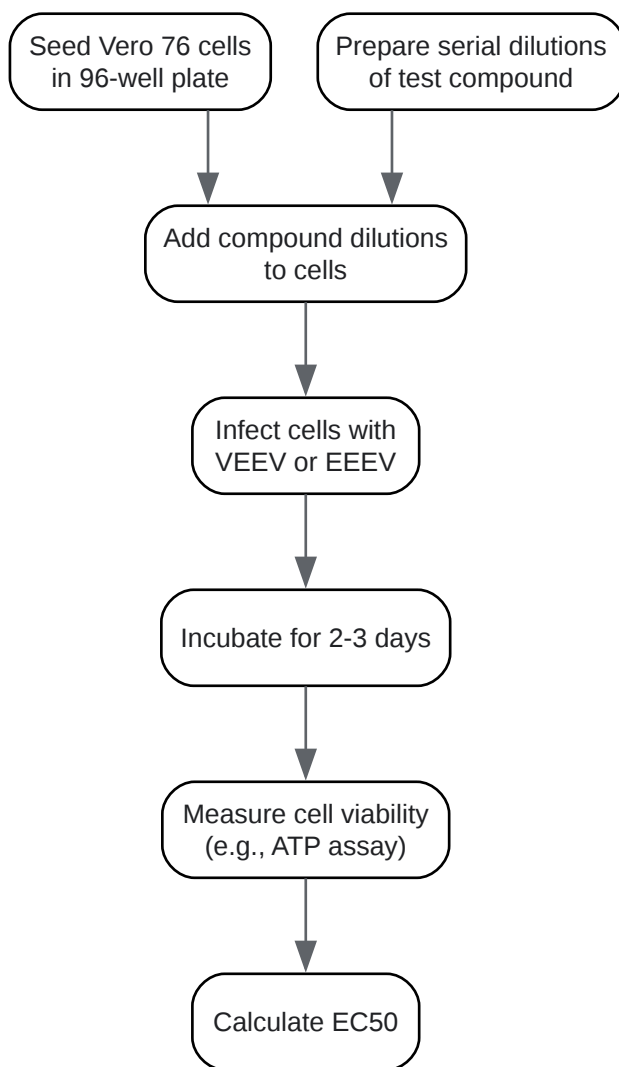 Seed Vero 76 cells
in 96-well plate
Prepare serial dilutions
of test compound
Add compound dilutions
to cells
Infect cells with
VEEV or EEEV
Incubate for 2-3 days
Measure cell viability
(e.g., ATP assay)
Calculate EC50